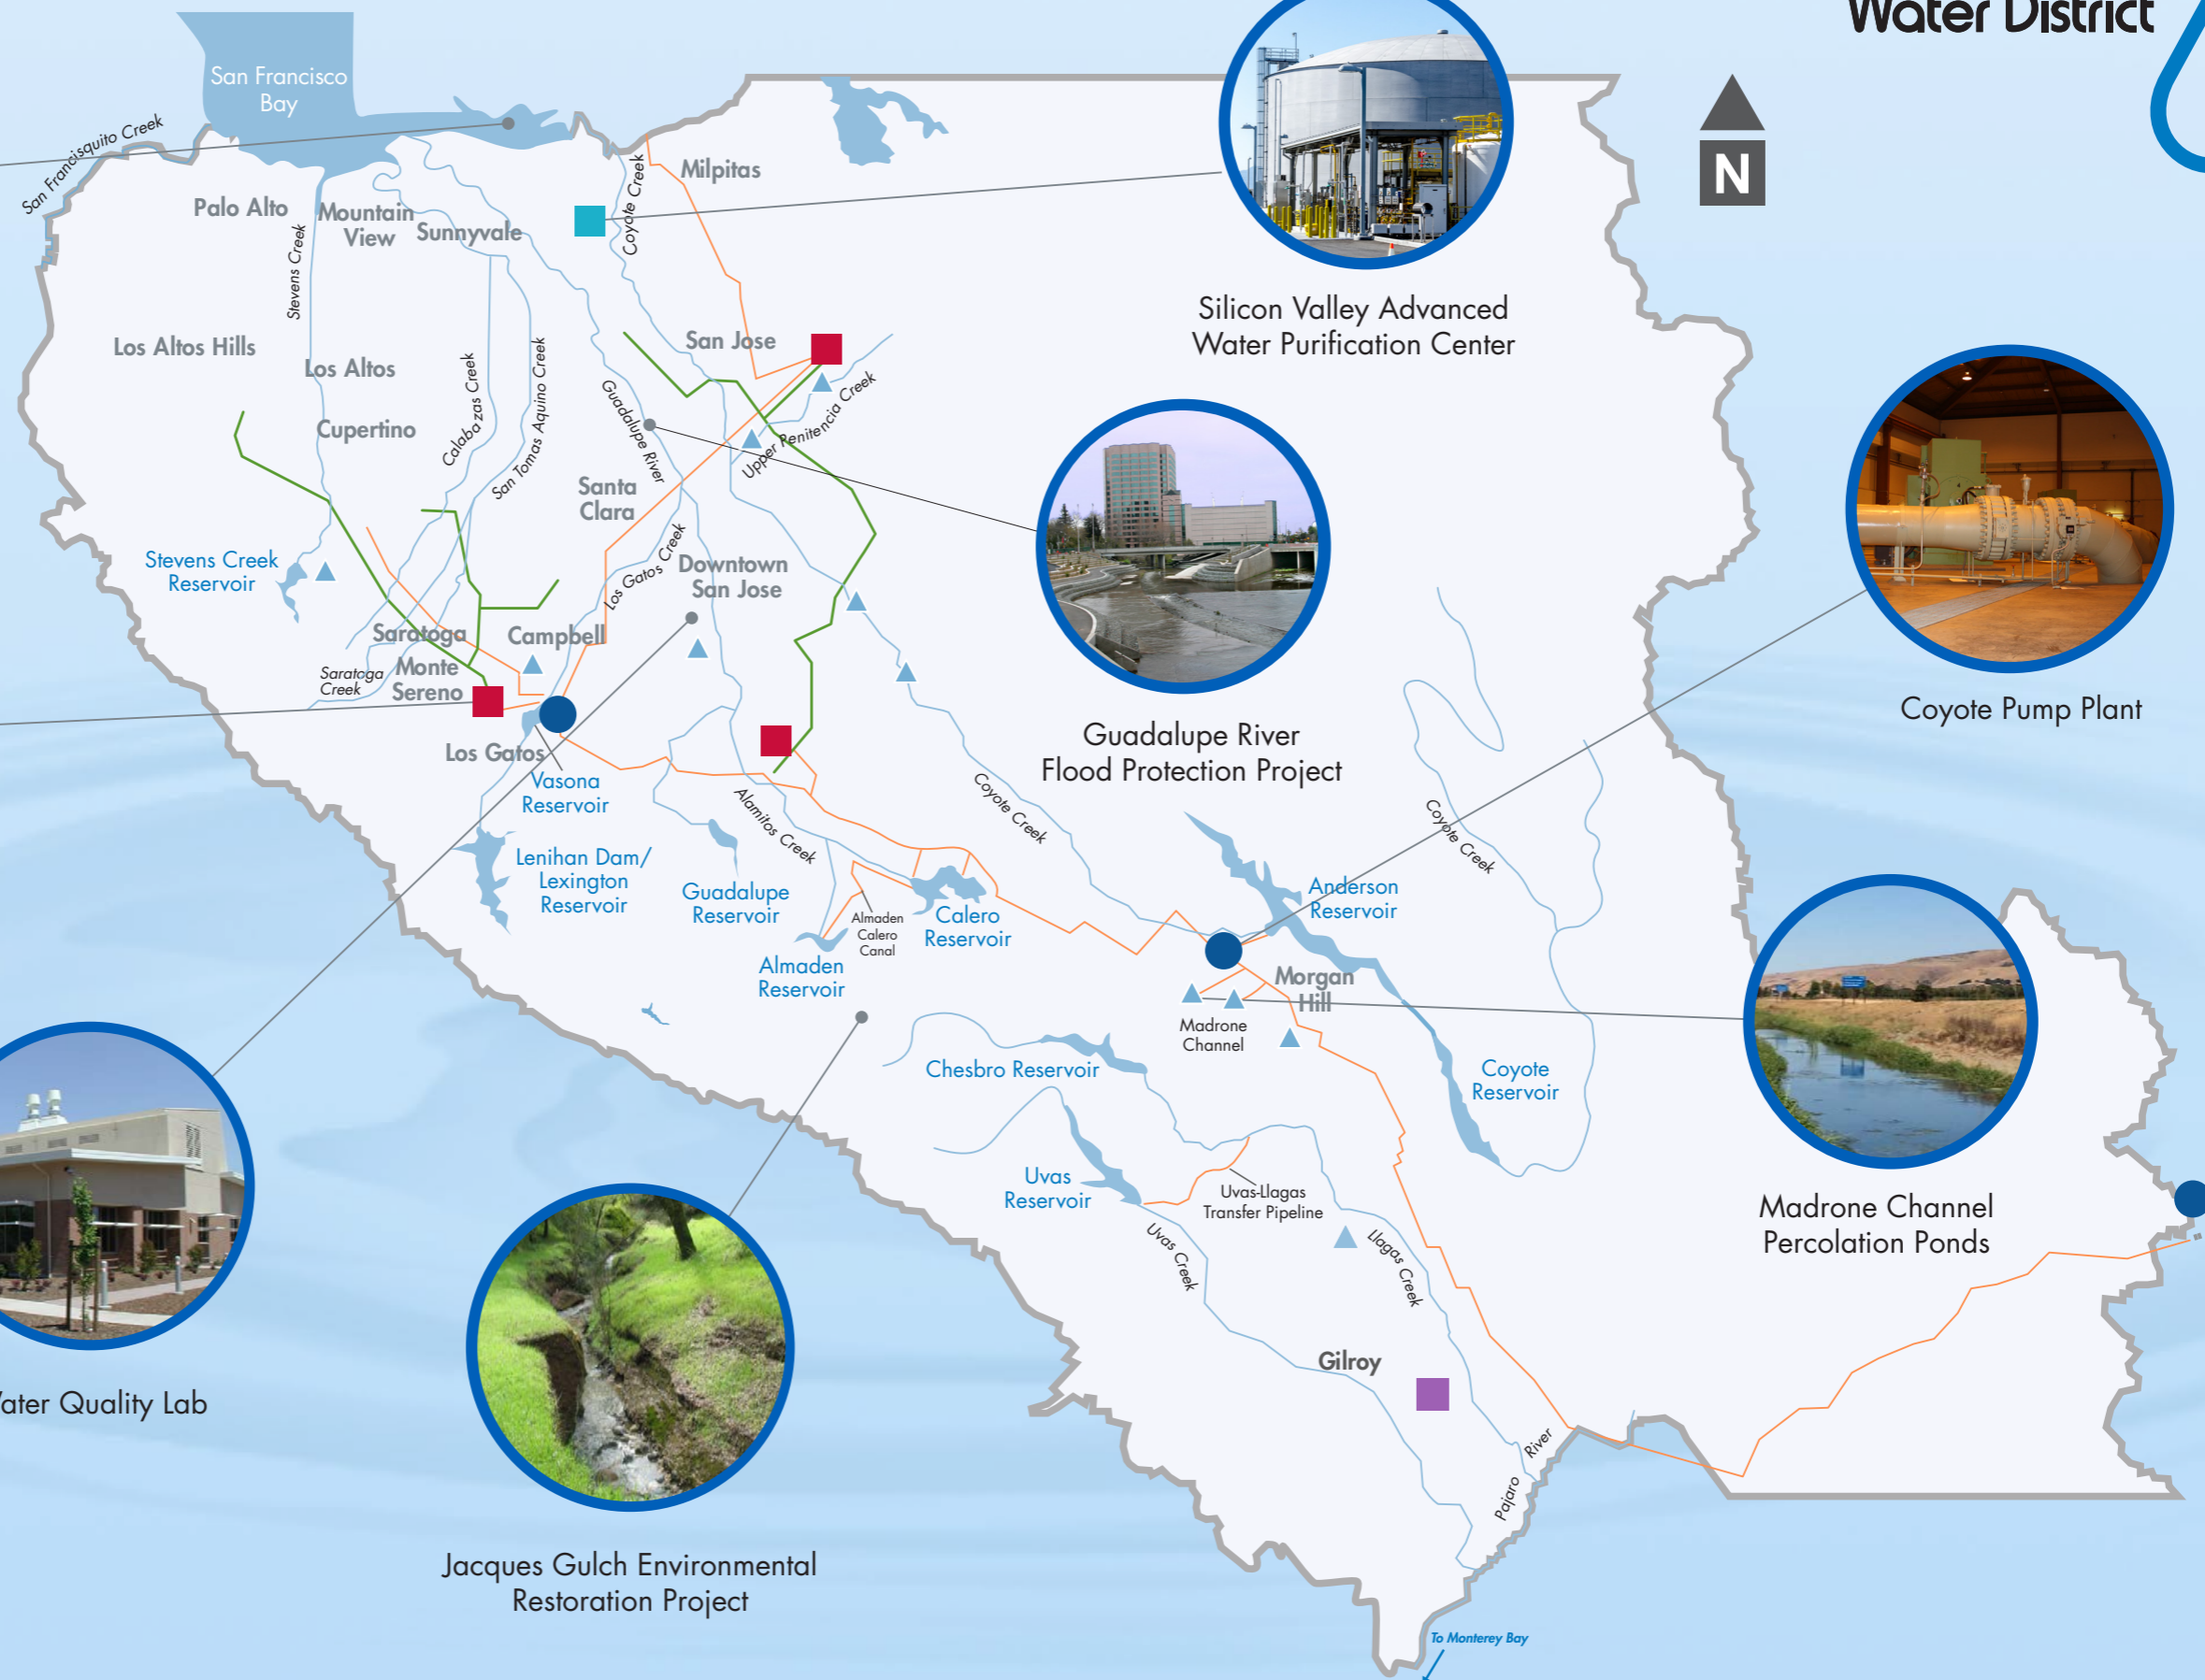 Water District
San Francisco
Bay
N
San Francisquito Creek
Milpitas
Coyote Creek
Palo Alto
Mountain
View
Sunnyvale
Stevens Creek
Silicon Valley Advanced
Water Purification Center
Los Altos Hills
San Jose
Los Altos
Calabazas Creek
San Tomas Aquino Creek
Guadalupe River
Upper Penitencia Creek
Cupertino
Santa
Clara
Los Gatos Creek
Stevens Creek
Reservoir
Downtown
San Jose
Saratoga
Campbell
Saratoga
Creek
Monte
Sereno
Coyote Pump Plant
Guadalupe River
Flood Protection Project
Los Gatos
Vasona
Reservoir
Alamitos Creek
Coyote Creek
Coyote Creek
Lenihan Dam/
Lexington
Reservoir
Guadalupe
Reservoir
Almaden
Calero
Canal
Calero
Reservoir
Anderson
Reservoir
Almaden
Reservoir
Morgan
Hill
Madrone
Channel
Chesbro Reservoir
Coyote
Reservoir
Uvas
Reservoir
Uvas-Llagas
Transfer Pipeline
Uvas Creek
Llagas Creek
Madrone Channel
Percolation Ponds
Gilroy
ater Quality Lab
Pajaro River
Jacques Gulch Environmental
Restoration Project
To Monterey Bay